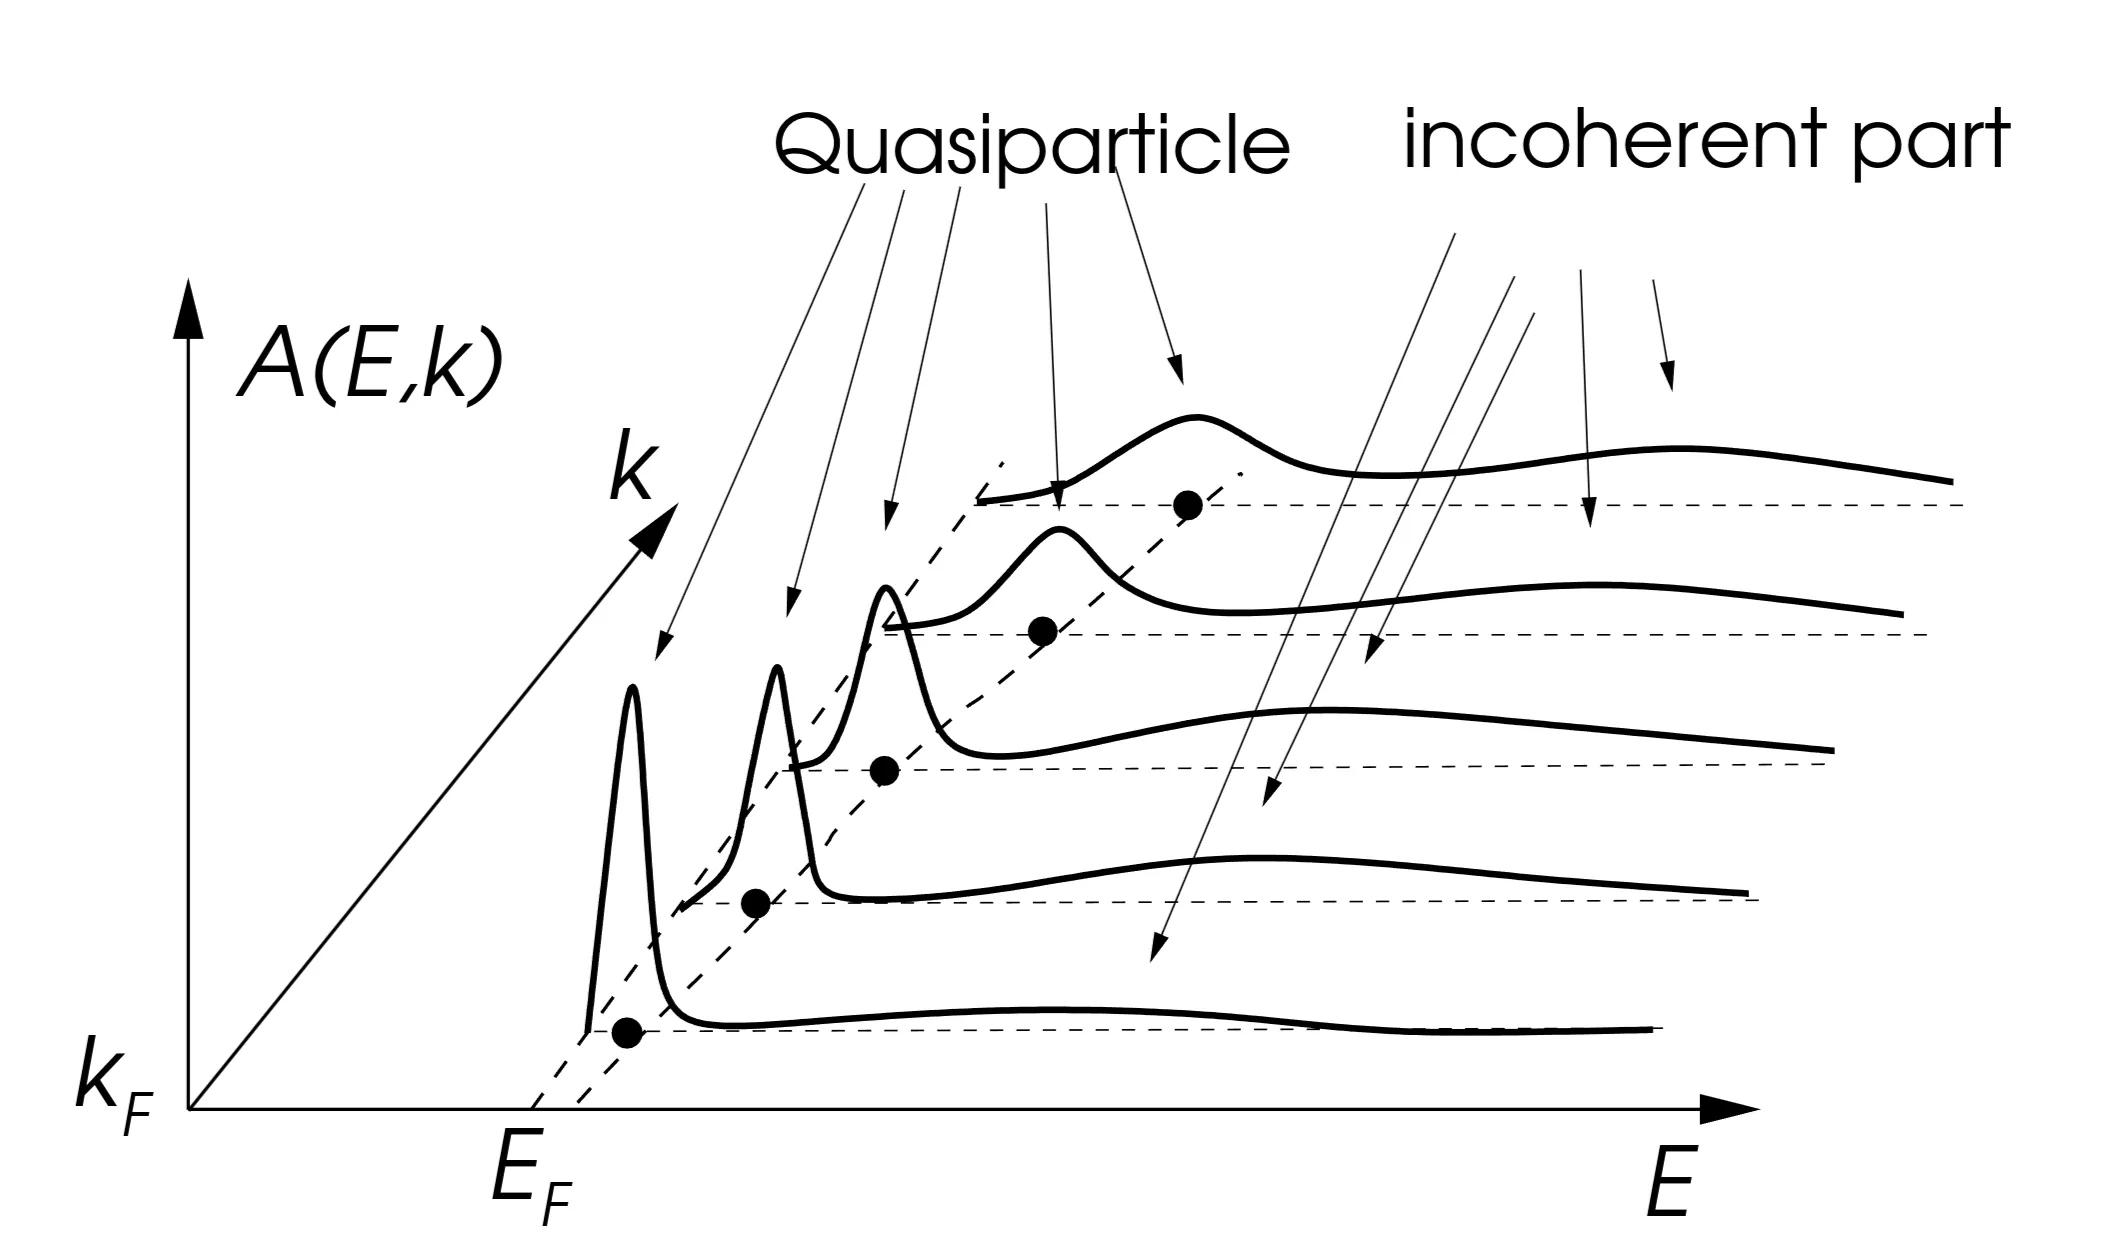 Quasiparticle
incoherent part
A(E,k)
k
k_F
E_F
E